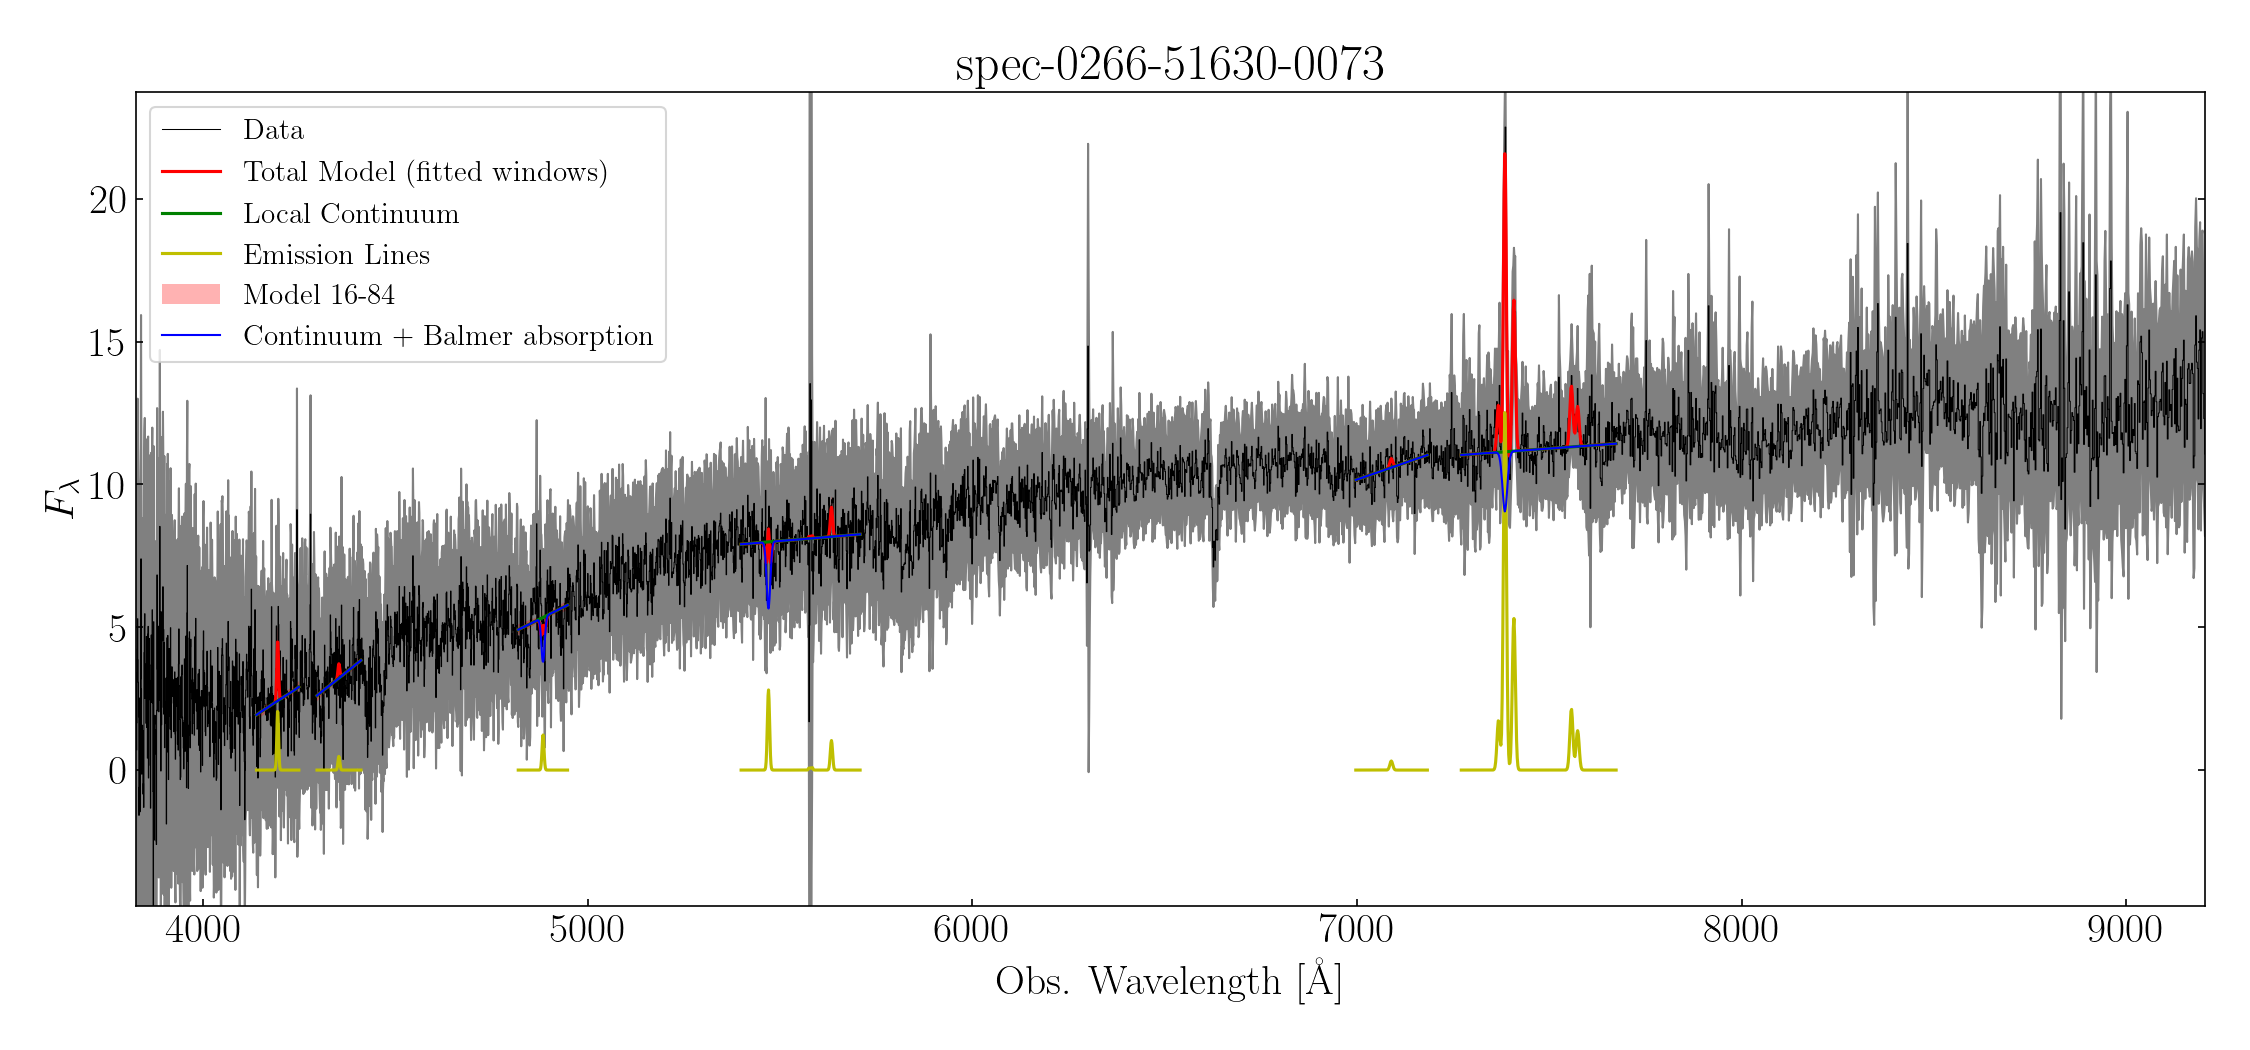 spec-0266-51630-0073
Data
Total Model (fitted windows)
Local Continuum
Emission Lines
Model 16-84
Continuum + Balmer absorption
20
15
10
5
0
Fλ
4000 5000 6000 7000 8000 9000
Obs. Wavelength [Å]